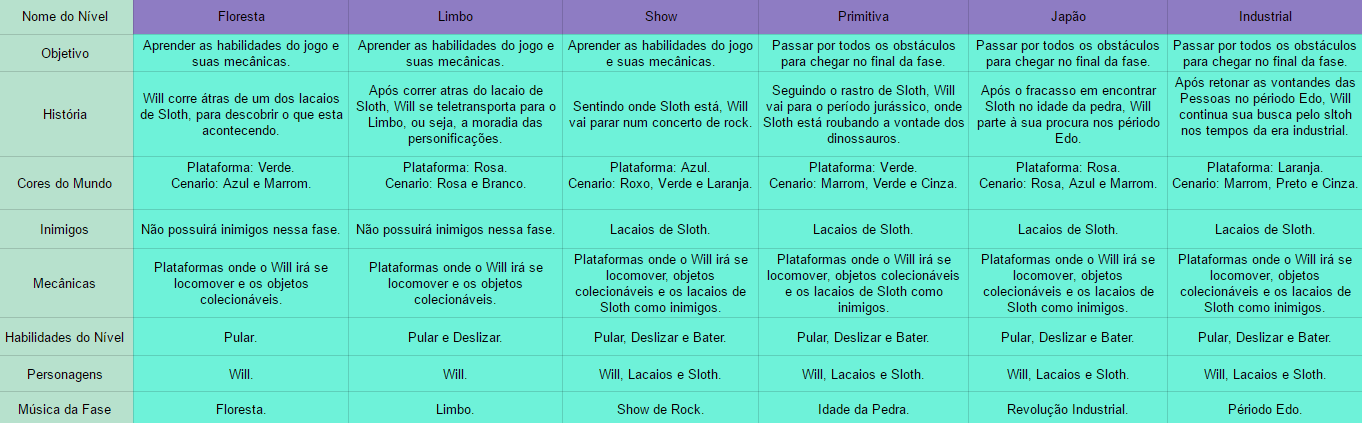 Nome do Nível
Floresta
Limbo
Show
Primitiva
Japão
Industrial
Objetivo
Aprender as habilidades do jogo e
suas mecânicas.
Aprender as habilidades do jogo e
suas mecânicas.
Aprender as habilidades do jogo
e suas mecânicas.
Passar por todos os obstáculos
para chegar no final da fase.
Passar por todos os obstáculos
para chegar no final da fase.
Passar por todos os obstáculos
para chegar no final da fase.
História
Will corre átras de um dos lacaios
de Sloth, para descobrir o que esta
acontecendo.
Após correr atras do lacaio de
Sloth, Will se teletransporta para o
Limbo, ou seja, a moradia das
personificações.
Sentindo onde Sloth está, Will
vai parar num concerto de rock.
Seguindo o rastro de Sloth, Will
vai para o período jurássico, onde
Sloth está roubando a vontade dos
dinossauros.
Após o fracasso em encontrar
Sloth no idade da pedra, Will
parte à sua procura nos périodo
Edo.
Após retonar as vontandes das
Pessoas no périodo Edo, Will
continua sua busca pelo sltoh
nos tempos da era industrial.
Cores do Mundo
Plataforma: Verde.
Cenario: Azul e Marrom.
Plataforma: Rosa.
Cenario: Rosa e Branco.
Plataforma: Azul.
Cenario: Roxo, Verde e Laranja.
Plataforma: Verde.
Cenario: Marrom, Verde e Cinza.
Plataforma: Rosa.
Cenario: Rosa, Azul e Marrom.
Plataforma: Laranja.
Cenario: Marrom, Preto e Cinza.
Inimigos
Não possuirá inimigos nessa fase.
Não possuirá inimigos nessa fase.
Lacaios de Sloth.
Lacaios de Sloth.
Lacaios de Sloth.
Lacaios de Sloth.
Mecânicas
Plataformas onde o Will irá se
locomover e os objetos
colecionáveis.
Plataformas onde o Will irá se
locomover e os objetos
colecionáveis.
Plataformas onde o Will irá se
locomover, objetos
colecionáveis e os lacaios de
Sloth como inimigos.
Plataformas onde o Will irá se
locomover, objetos colecionáveis
e os lacaios de Sloth como
inimigos.
Plataformas onde o Will irá se
locomover, objetos
colecionáveis e os lacaios de
Sloth como inimigos.
Plataformas onde o Will irá se
locomover, objetos
colecionáveis e os lacaios de
Sloth como inimigos.
Habilidades do Nível
Pular.
Pular e Deslizar.
Pular, Deslizar e Bater.
Pular, Deslizar e Bater.
Pular, Deslizar e Bater.
Pular, Deslizar e Bater.
Personagens
Will.
Will.
Will, Lacaios e Sloth.
Will, Lacaios e Sloth.
Will, Lacaios e Sloth.
Will, Lacaios e Sloth.
Música da Fase
Floresta.
Limbo.
Show de Rock.
Idade da Pedra.
Revolução Industrial.
Périodo Edo.